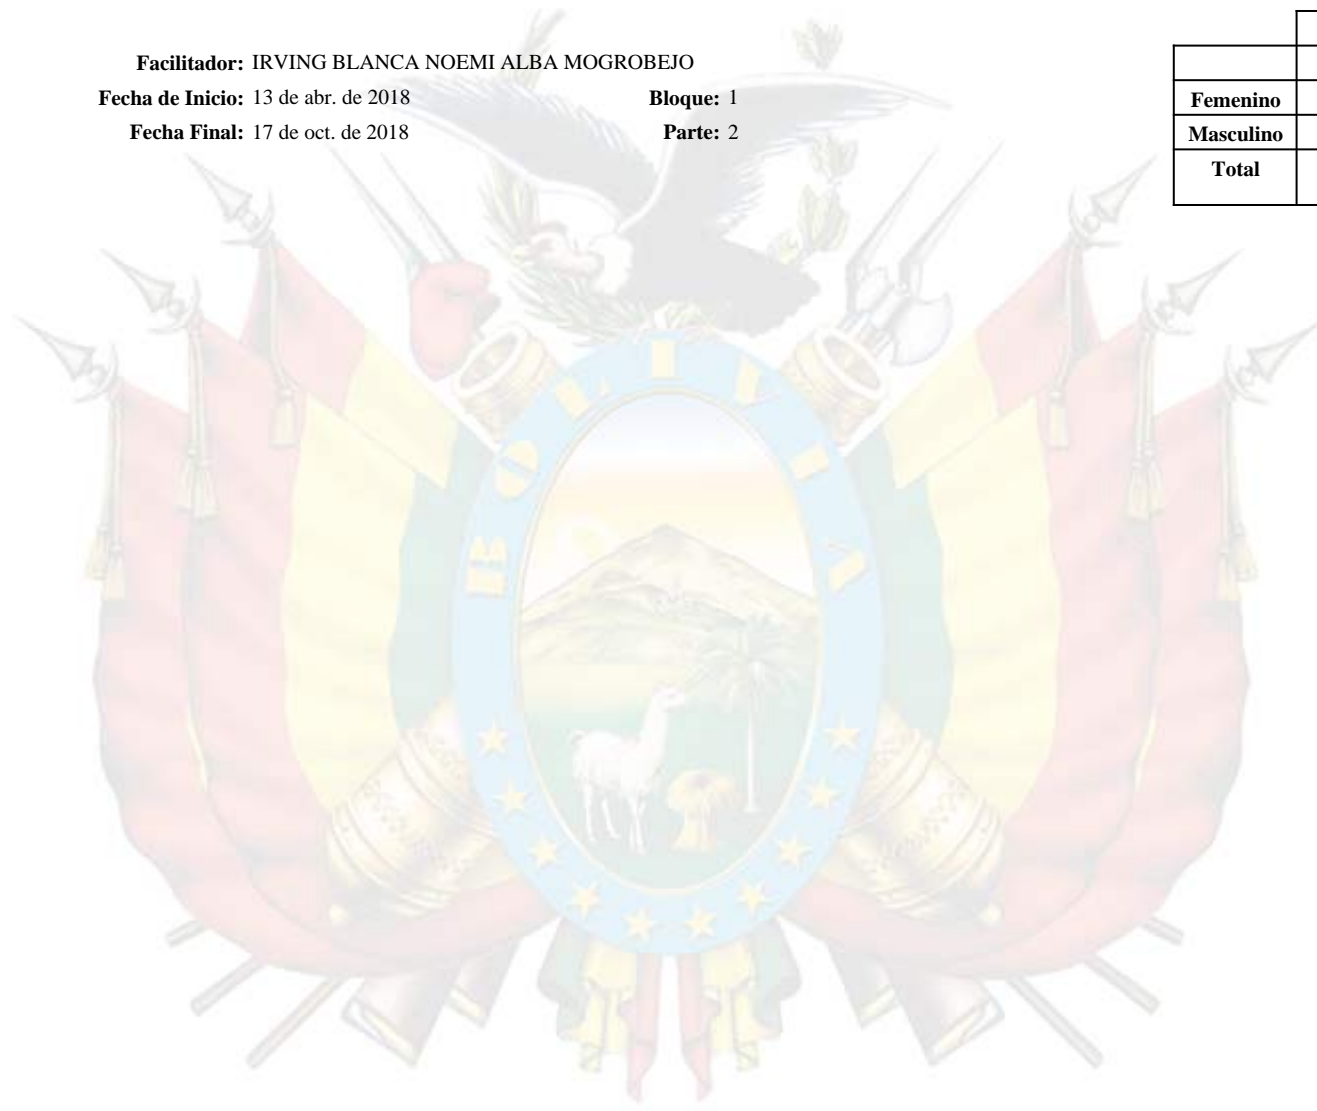 Facilitador: IRVING BLANCA NOEMI ALBA MOGROBEJO
Fecha de Inicio: 13 de abr. de 2018 Bloque: 1
Fecha Final: 17 de oct. de 2018 Parte: 2
Femenino
Masculino
Total
BOLIVIA